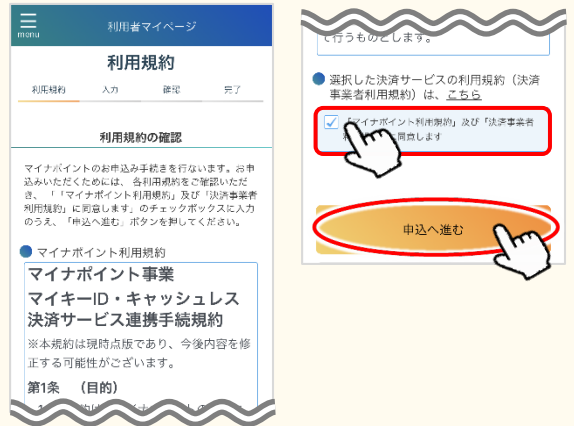 menu
利用者マイページ
利用規約
利用規約 入力 確認 完了
利用規約の確認
マイナポイントのお申込み手続きを行ないます。お申
込みいただくためには、各利用規約をご確認いただ
き、「「マイナポイント利用規約」及び「決済事業者
利用規約」に同意します」のチェックボックスに入力
のうえ、「申込へ進む」ボタンを押してください。
マイナポイント利用規約
マイナポイント事業
マイキーID・キャッシュレス
決済サービス連携手続規約
※本規約は現時点版であり、今後内容を修
正する可能性がございます。
第1条 (目的)
て行うものとします。
選択した決済サービスの利用規約(決済
事業者利用規約)は、こちら
「マイナポイント利用規約」及び「決済事業者
に同意します
申込へ進む